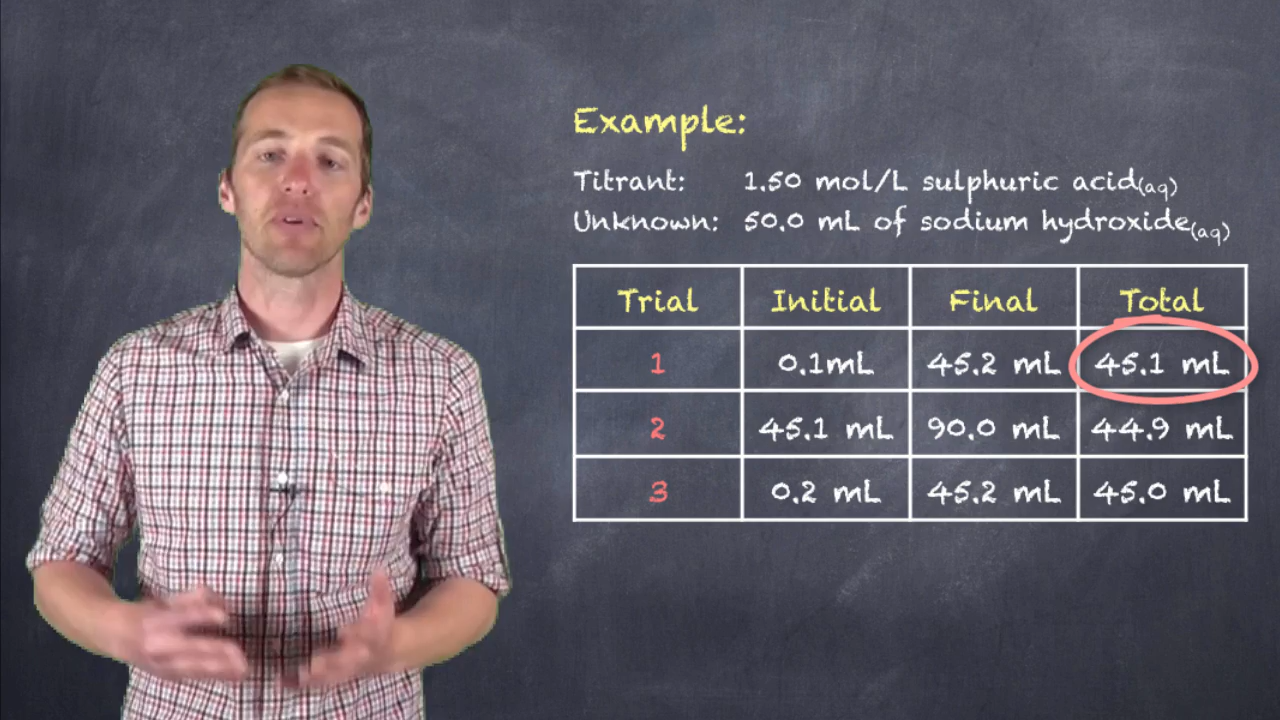 Example:
Titrant: 1.50 mol/L sulphuric acid(aq)
Unknown: 50.0 mL of sodium hydroxide(aq)
Trial Initial Final Total
1 0.1mL 45.2 mL 45.1 mL
2 45.1 mL 90.0 mL 44.9 mL
3 0.2 mL 45.2 mL 45.0 mL